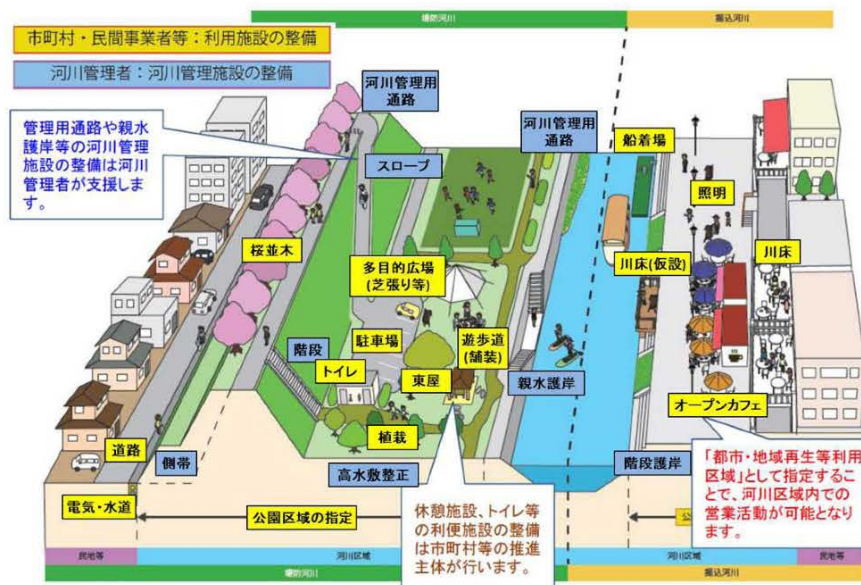 堤防河川
掘込河川
市町村・民間事業者等：利用施設の整備
河川管理者：河川管理施設の整備
河川管理用
通路
河川管理用
通路
船着場
管理用通路や親水
護岸等の河川管理
施設の整備は河川
管理者が支援しま
す。
スロープ
照明
桜並木
多目的広場
(芝張り等)
川床(仮設)
川床
階段
駐車場
遊歩道
(舗装)
トイレ
東屋
親水護岸
オープンカフェ
植栽
道路
側帯
高水敷整正
階段護岸
「都市・地域再生等利用
区域」として指定するこ
とで、河川区域内での
営業活動が可能となり
ます。
電気・水道
公園区域の指定
休憩施設、トイレ等
の利便施設の整備
は市町村等の推進
主体が行います。
民地等
河川区域
河川区域
民地等
堤防河川
掘込河川